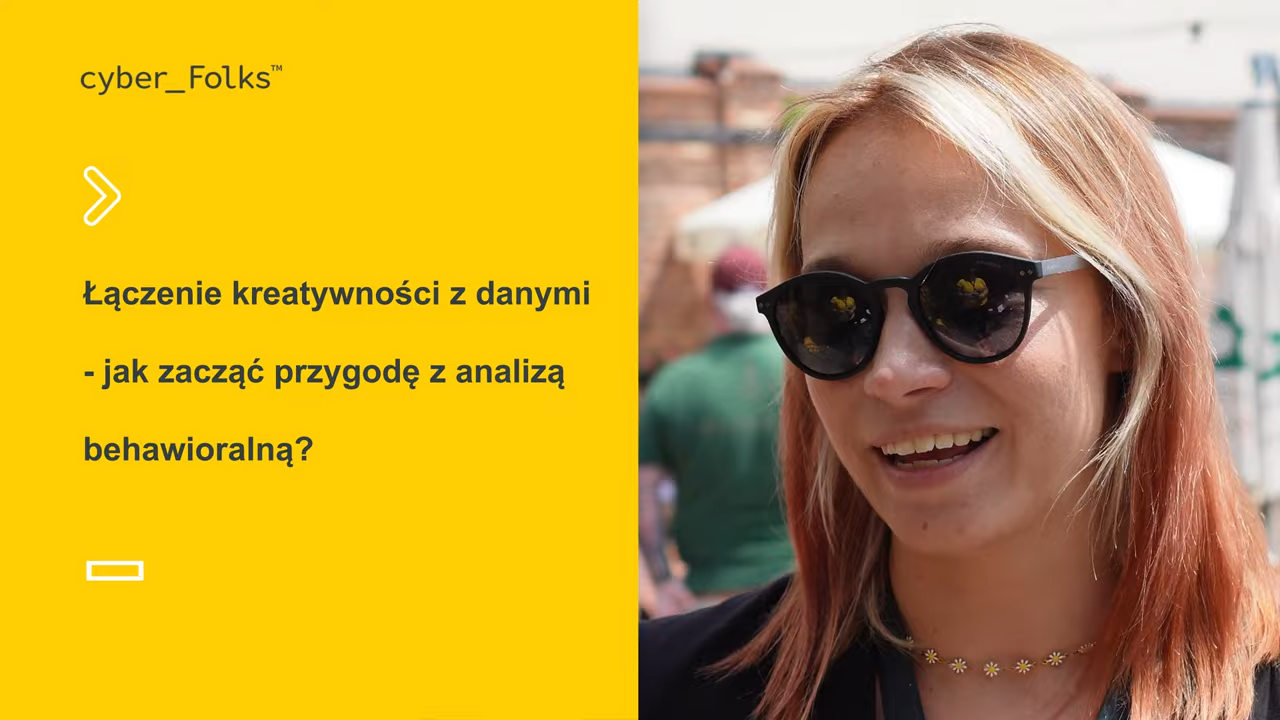 cyber_Folks™
Łączenie kreatywności z danymi
- jak zacząć przygodę z analizą
behawioralną?